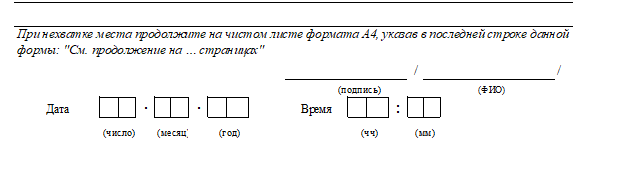 При нехватке места продолжите на чистом листе формата А4, указав в последней строке данной
формы: "См. продолжение на … страницах"
/ /
(подпись) (ФИО)
Дата . . Время :
(число) (месяц) (год) (чч) (мм)